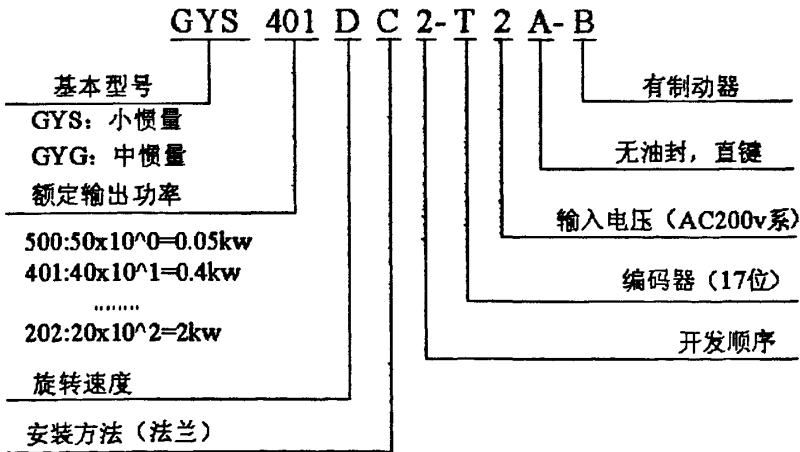 GYS 401 D C 2-T 2 A-B
基本型号
GYS：小惯量
GYG：中惯量
额定输出功率
500:50x10^0=0.05kw
401:40x10^1=0.4kw
........
202:20x10^2=2kw
旋转速度
安装方法（法兰）
有制动器
无油封，直键
输入电压（AC200v系）
编码器（17位）
开发顺序